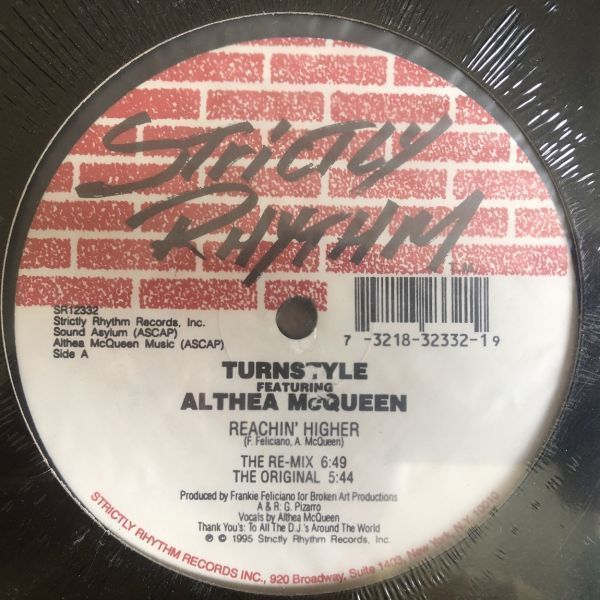 STRICTLY
RHYTHM
T.M.
SR12332
Strictly Rhythm Records, Inc.
Sound Asylum (ASCAP)
Althea McQueen Music (ASCAP)
Side A
7 -3218-32332-1 9
TURNSTYLE
FEATURING
ALTHEA McQUEEN
REACHIN' HIGHER
(F. Feliciano, A. McQueen)
THE RE-MIX 6:49
THE ORIGINAL 5:44
Produced by Frankie Feliciano for Broken Art Productions
A & R: G. Pizarro
Vocals by Althea McQueen
Thank You's: To All The D.J.'s Around The World
℗ © 1995 Strictly Rhythm Records, Inc.
STRICTLY RHYTHM RECORDS INC., 920 Broadway, Suite 1403, New York, N.Y. 10010